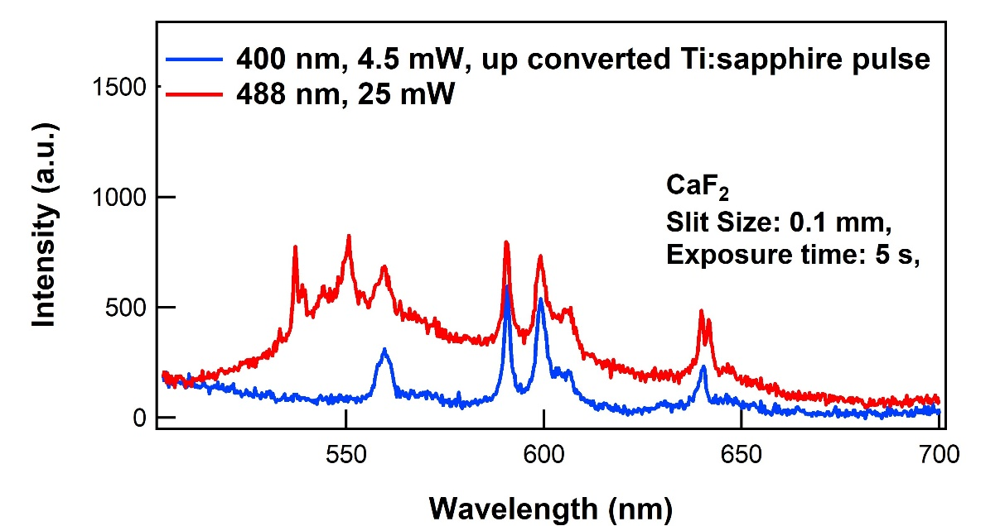 400 nm, 4.5 mW, up converted Ti:sapphire pulse
488 nm, 25 mW
1500
1000
500
0
Intensity (a.u.)
CaF₂
Slit Size: 0.1 mm,
Exposure time: 5 s,
550 600 650 700
Wavelength (nm)